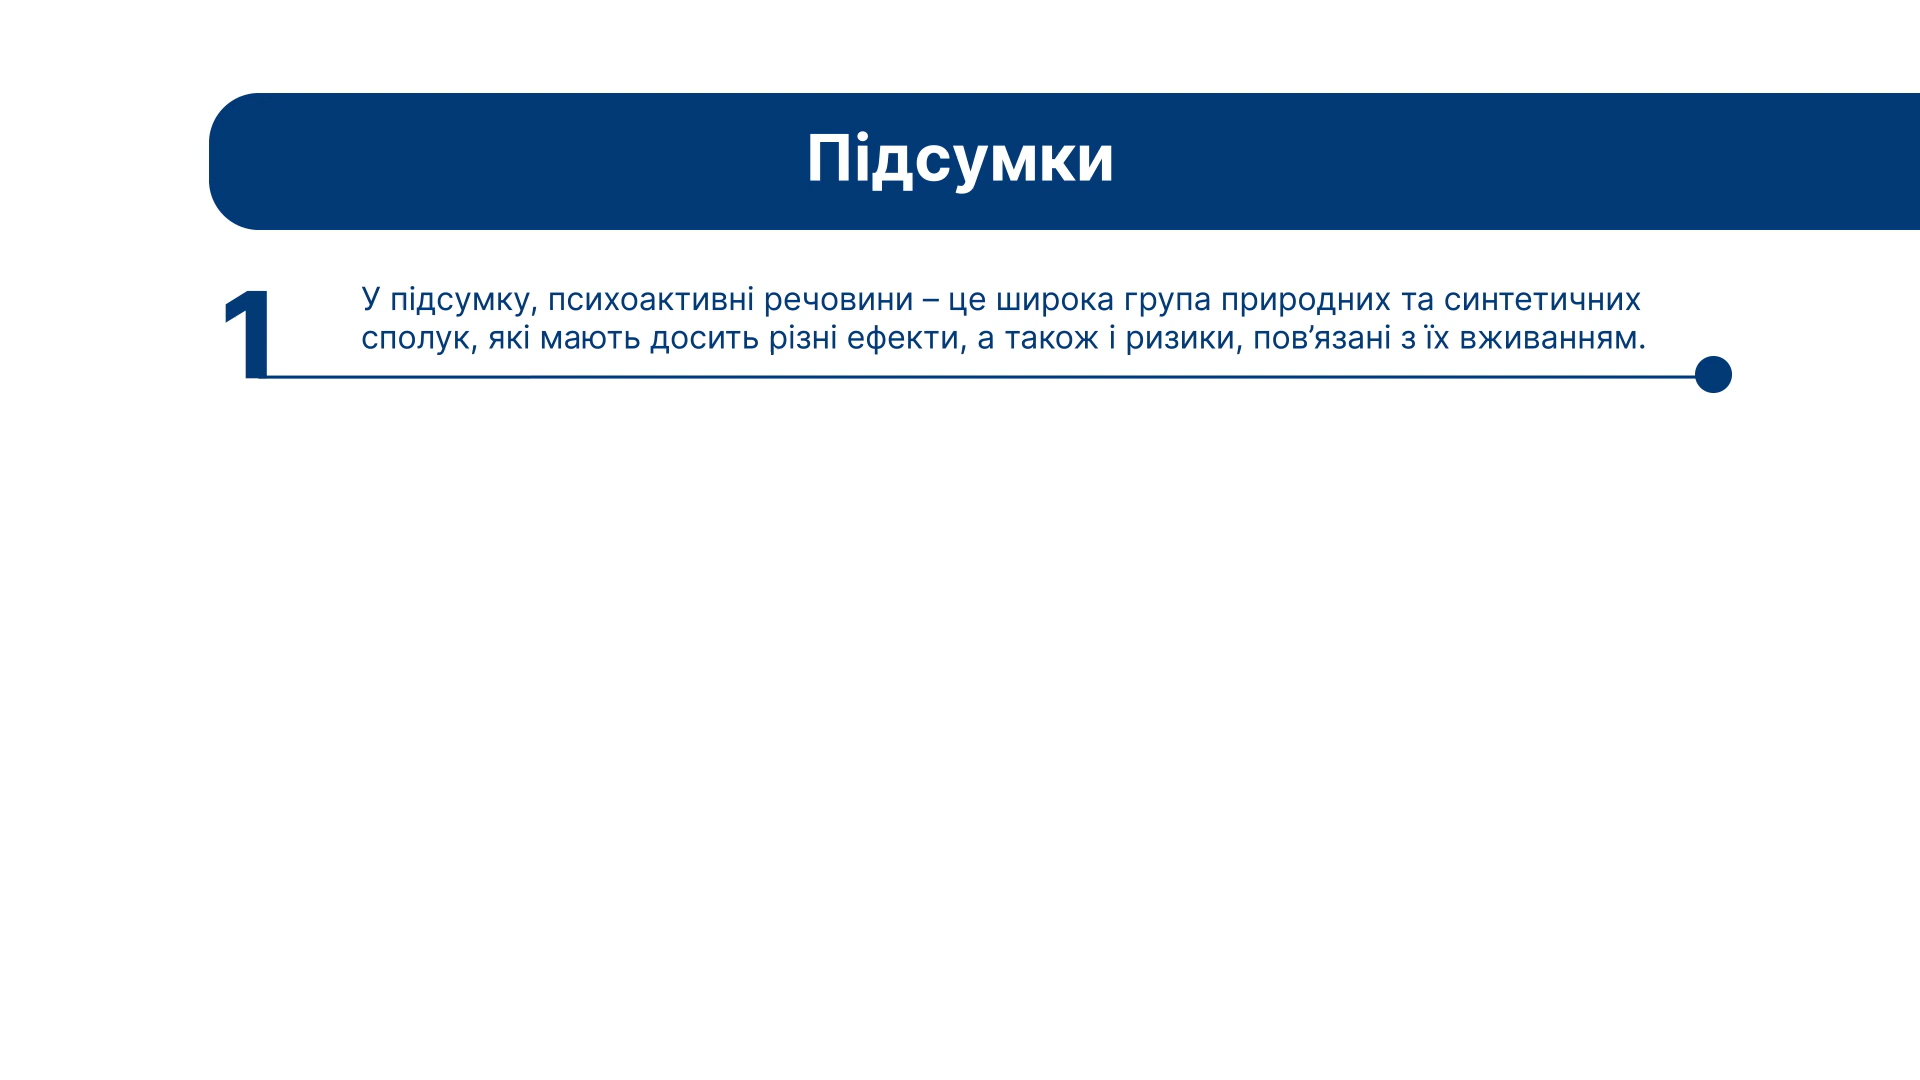 Підсумки
1
У підсумку, психоактивні речовини – це широка група природних та синтетичних
сполук, які мають досить різні ефекти, а також і ризики, пов’язані з їх вживанням.